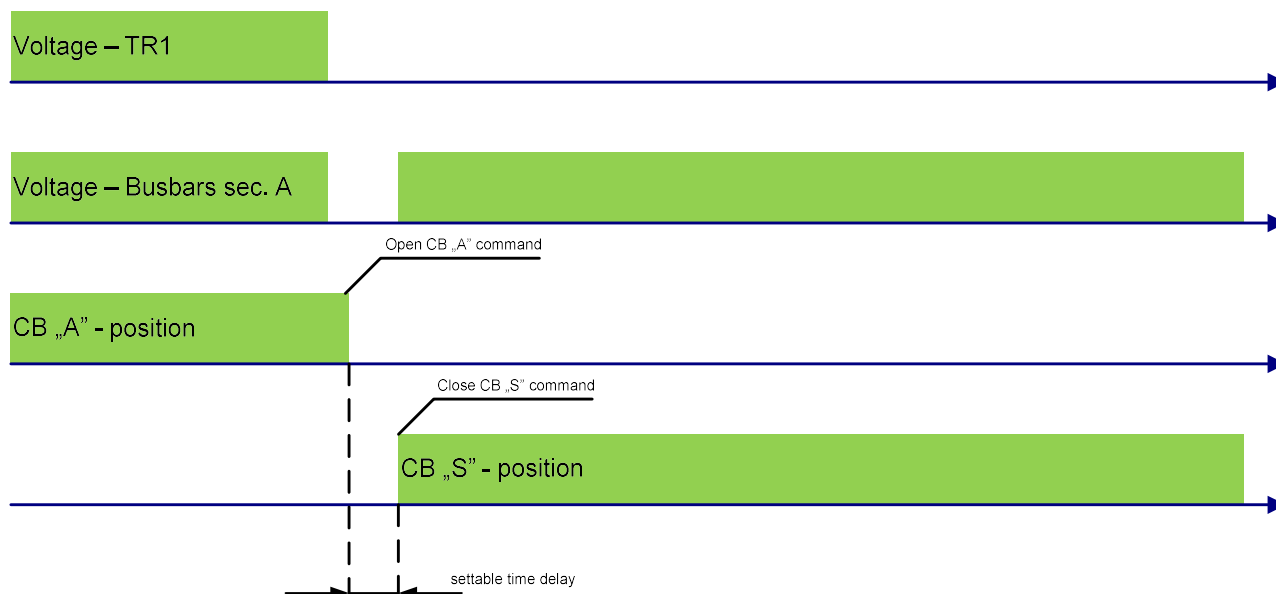 Voltage – TR1
Voltage – Busbars sec. A
Open CB „A” command
CB „A” - position
Close CB „S” command
CB „S” - position
settable time delay